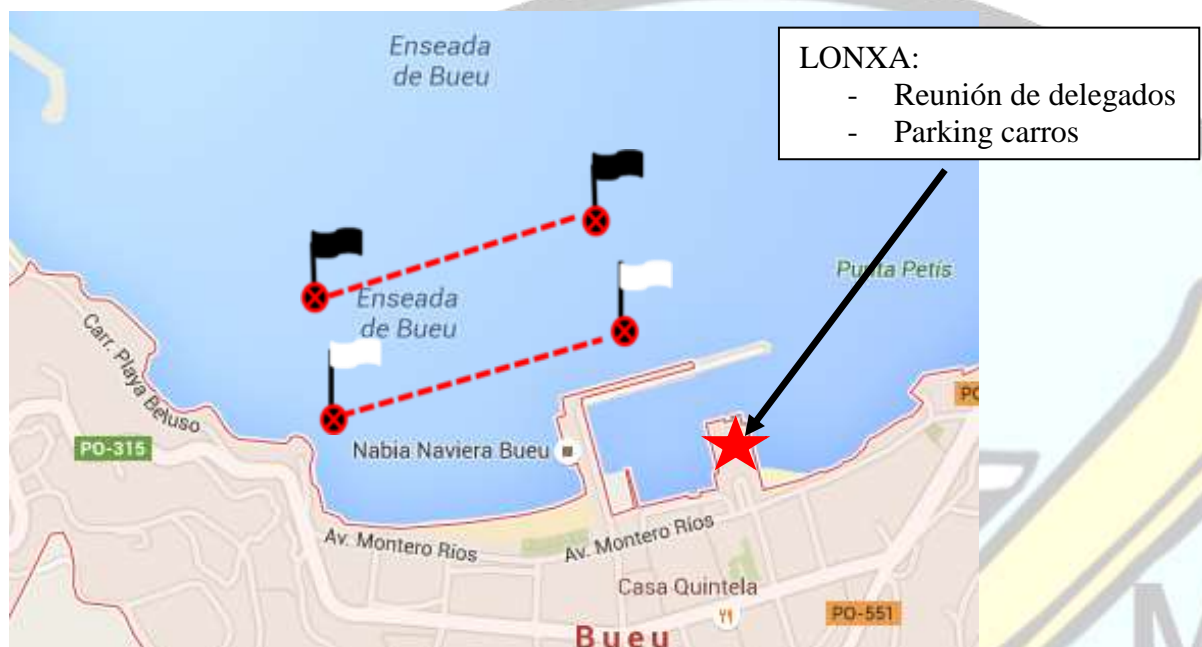 Enseada
de Bueu
LONXA:
- Reunión de delegados
- Parking carros
Punta Petís
Enseada
de Bueu
Carr. Playa Beluso
PO-315
Nabia Naviera Bueu
Av. Montero Ríos
Av. Montero Ríos
Casa Quintela
PO-551
Bueu